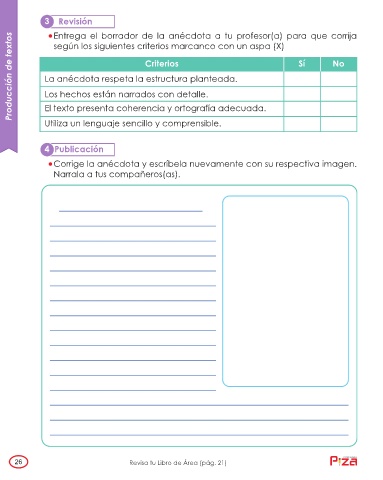 Producción de textos
3 Revisión
•Entrega el borrador de la anécdota a tu profesor(a) para que corrija
según los siguientes criterios marcanco con un aspa (X)
Criterios Sí No
La anécdota respeta la estructura planteada.
Los hechos están narrados con detalle.
El texto presenta coherencia y ortografía adecuada.
Utiliza un lenguaje sencillo y comprensible.
4 Publicación
•Corrige la anécdota y escríbela nuevamente con su respectiva imagen.
Narrala a tus compañeros(as).
26
Revisa tu Libro de Área (pág. 21)